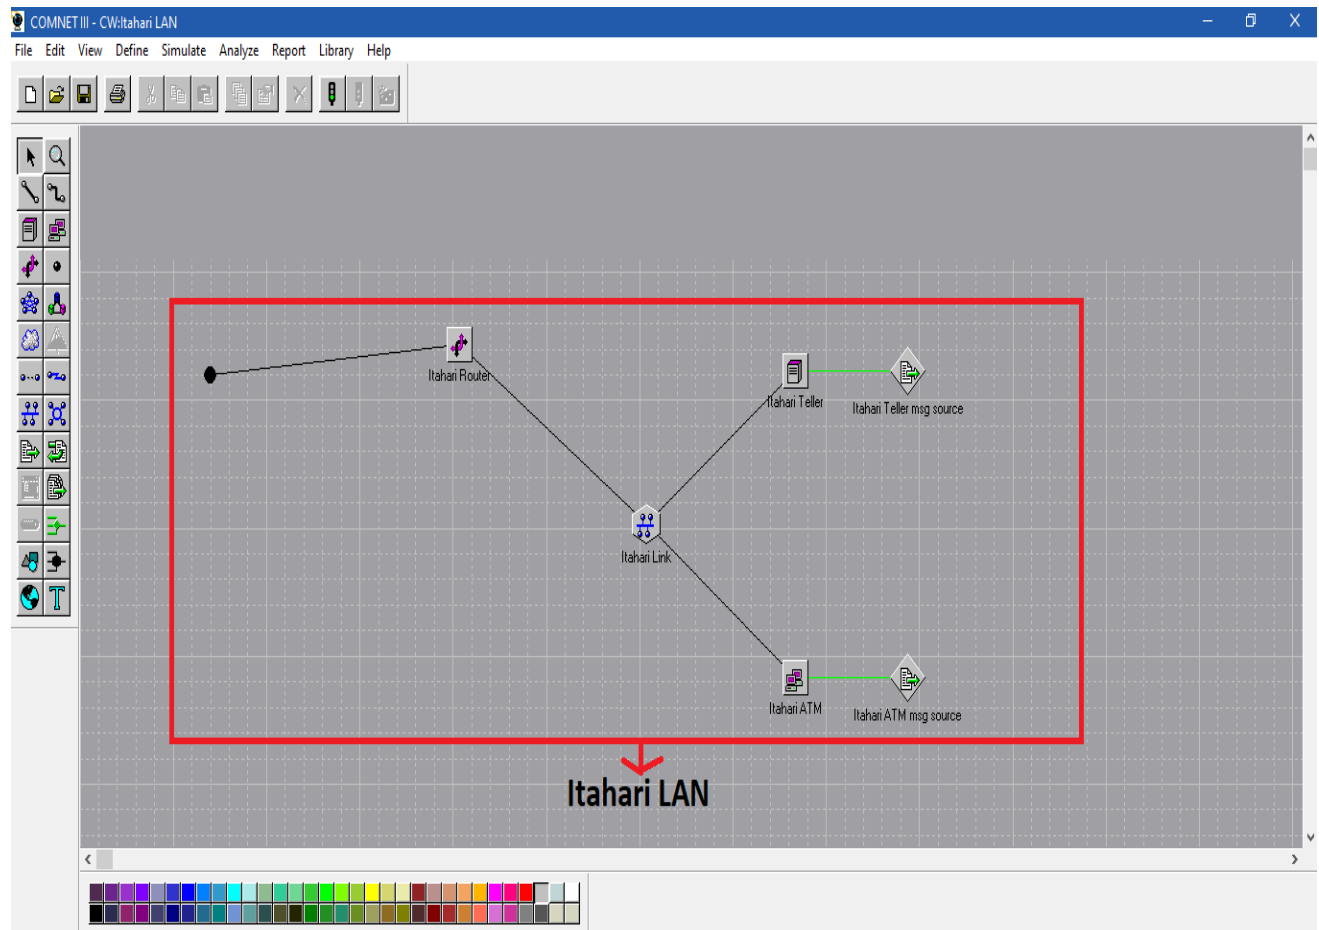 COMNET III - CW:Itahari LAN
File Edit View Define Simulate Analyze Report Library Help
Itahari Router
Itahari Teller
Itahari Teller msg source
Itahari Link
Itahari ATM
Itahari ATM msg source
Itahari LAN